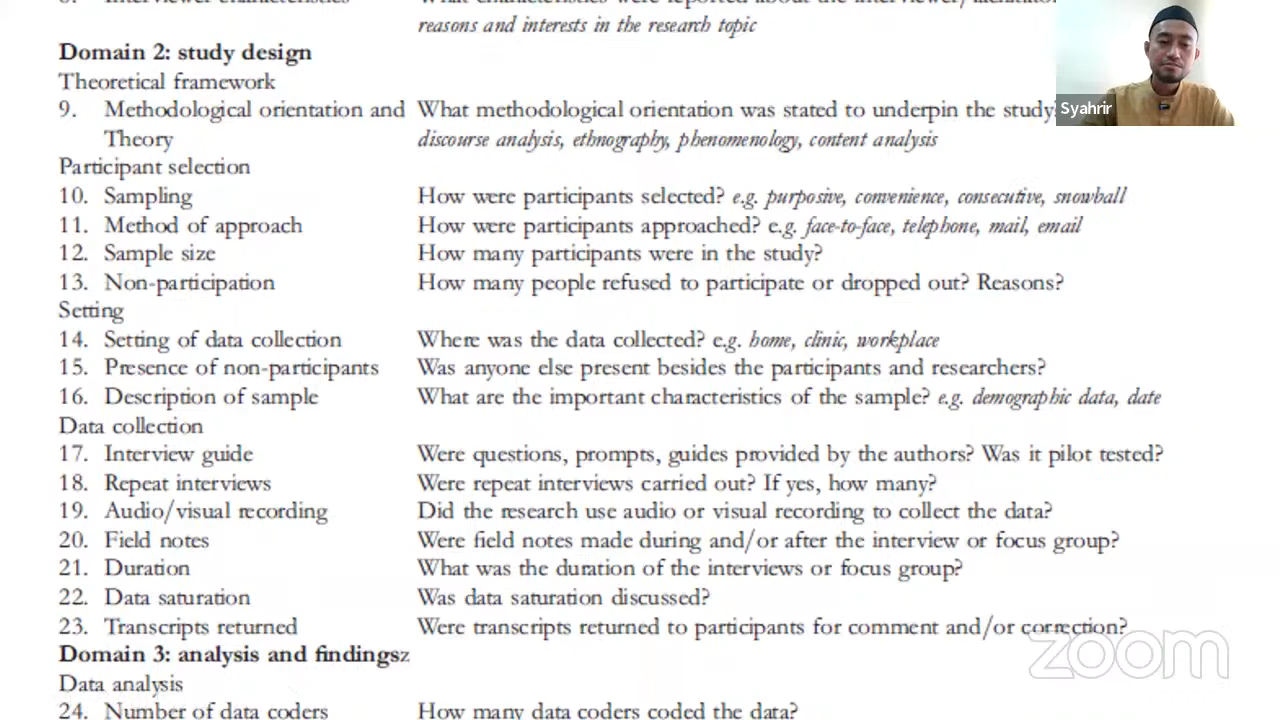 reasons and interests in the research topic
Domain 2: study design
Theoretical framework
9. Methodological orientation and What methodological orientation was stated to underpin the study?
Theory discourse analysis, ethnography, phenomenology, content analysis
Participant selection
10. Sampling How were participants selected? e.g. purposive, convenience, consecutive, snowball
11. Method of approach How were participants approached? e.g. face-to-face, telephone, mail, email
12. Sample size How many participants were in the study?
13. Non-participation How many people refused to participate or dropped out? Reasons?
Setting
14. Setting of data collection Where was the data collected? e.g. home, clinic, workplace
15. Presence of non-participants Was anyone else present besides the participants and researchers?
16. Description of sample What are the important characteristics of the sample? e.g. demographic data, date
Data collection
17. Interview guide Were questions, prompts, guides provided by the authors? Was it pilot tested?
18. Repeat interviews Were repeat interviews carried out? If yes, how many?
19. Audio/visual recording Did the research use audio or visual recording to collect the data?
20. Field notes Were field notes made during and/or after the interview or focus group?
21. Duration What was the duration of the interviews or focus group?
22. Data saturation Was data saturation discussed?
23. Transcripts returned Were transcripts returned to participants for comment and/or correction?
Domain 3: analysis and findingsz
Data analysis
24. Number of data coders How many data coders coded the data?
Syahrir
zoom